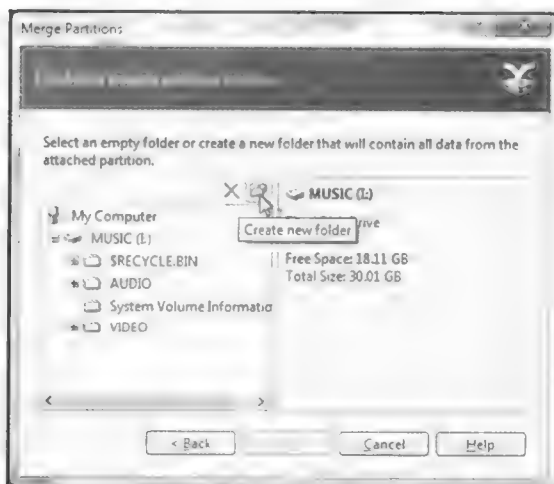 Merge Partitions
Select an empty folder or create a new folder that will contain all data from the
attached partition.
MUSIC (I:)
My Computer
MUSIC (I:)
Create new folder
$RECYCLE.BIN
Free Space: 18.11 GB
AUDIO
Total Size: 30.01 GB
System Volume Informatio
VIDEO
< Back
Cancel
Help